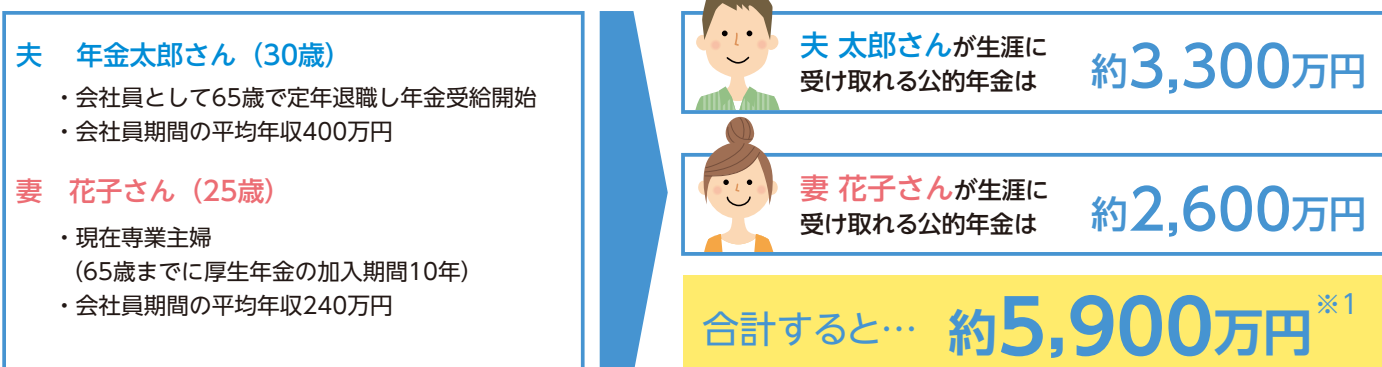 夫　年金太郎さん（30歳）
・会社員として65歳で定年退職し年金受給開始
・会社員期間の平均年収400万円
妻　花子さん（25歳）
・現在専業主婦
（65歳までに厚生年金の加入期間10年）
・会社員期間の平均年収240万円
夫 太郎さんが生涯に
受け取れる公的年金は
約3,300万円
妻 花子さんが生涯に
受け取れる公的年金は
約2,600万円
合計すると… 約5,900万円※1